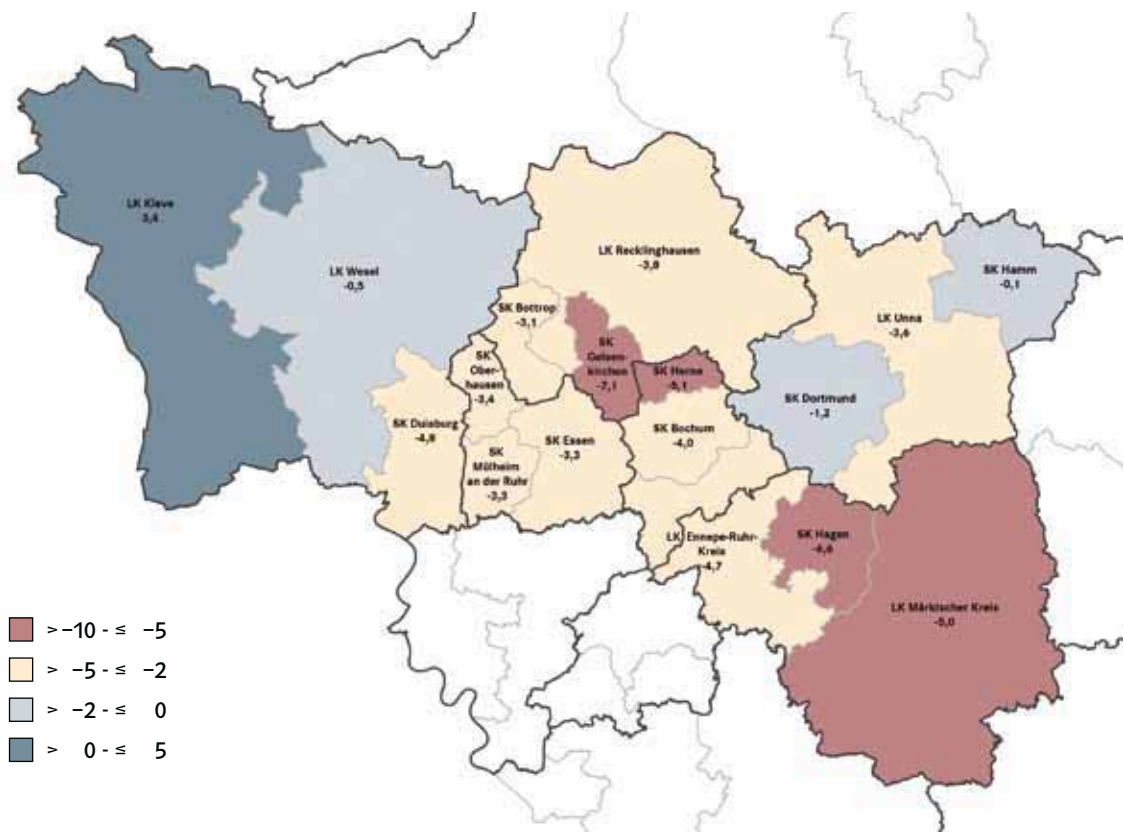 LK Kleve
3,4
LK Wesel
-0,5
LK Recklinghausen
-3,8
SK Hamm
-0,1
SK Bottrop
-3,1
LK Unna
-3,6
SK
Gelsen-
kirchen
-7,1
SK
Ober-
hausen
-3,4
SK Herne
-5,1
SK Dortmund
-1,2
SK Duisburg
-4,8
SK Essen
-3,3
SK Bochum
-4,0
SK
Mülheim
an der Ruhr
-3,3
LK Ennepe-Ruhr-
Kreis
-4,7
SK Hagen
-6,6
LK Märkischer Kreis
-5,0
> −10 - ≤ −5
> −5 - ≤ −2
> −2 - ≤ 0
> 0 - ≤ 5